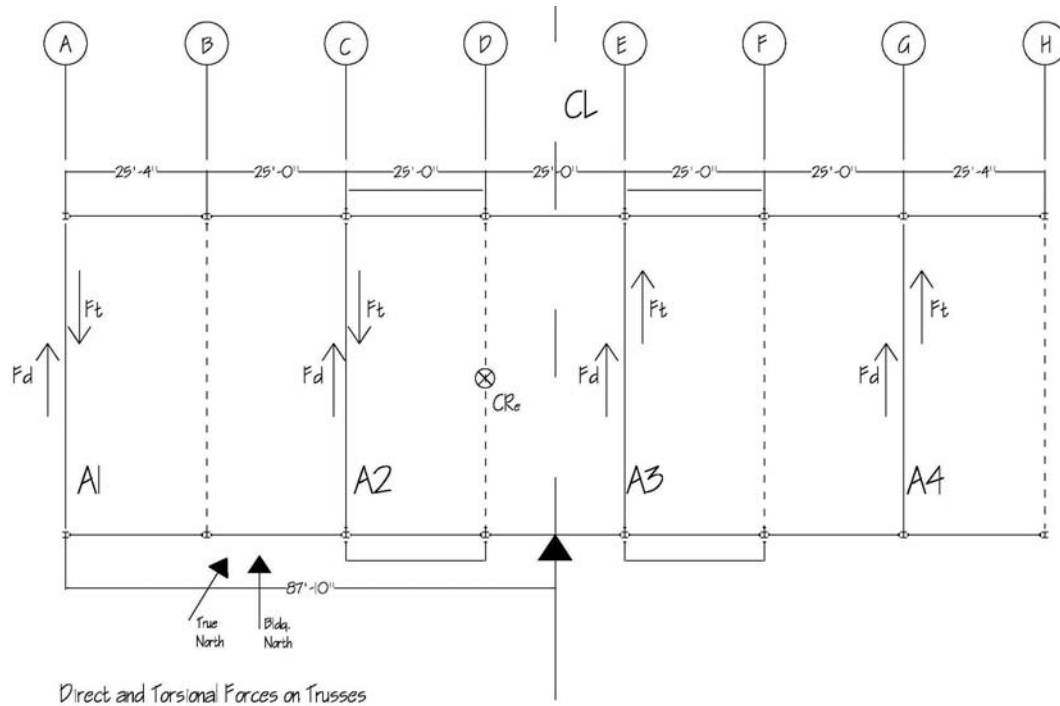 A B C D E F G H
CL
25'-4" 25'-0" 25'-0" 25'-0" 25'-0" 25'-0" 25'-4"
Ft Ft Ft Ft
Fd Fd Fd Fd
CRe
A1 A2 A3 A4
87'-10"
True
North
Bldg.
North
Direct and Torsional Forces on Trusses